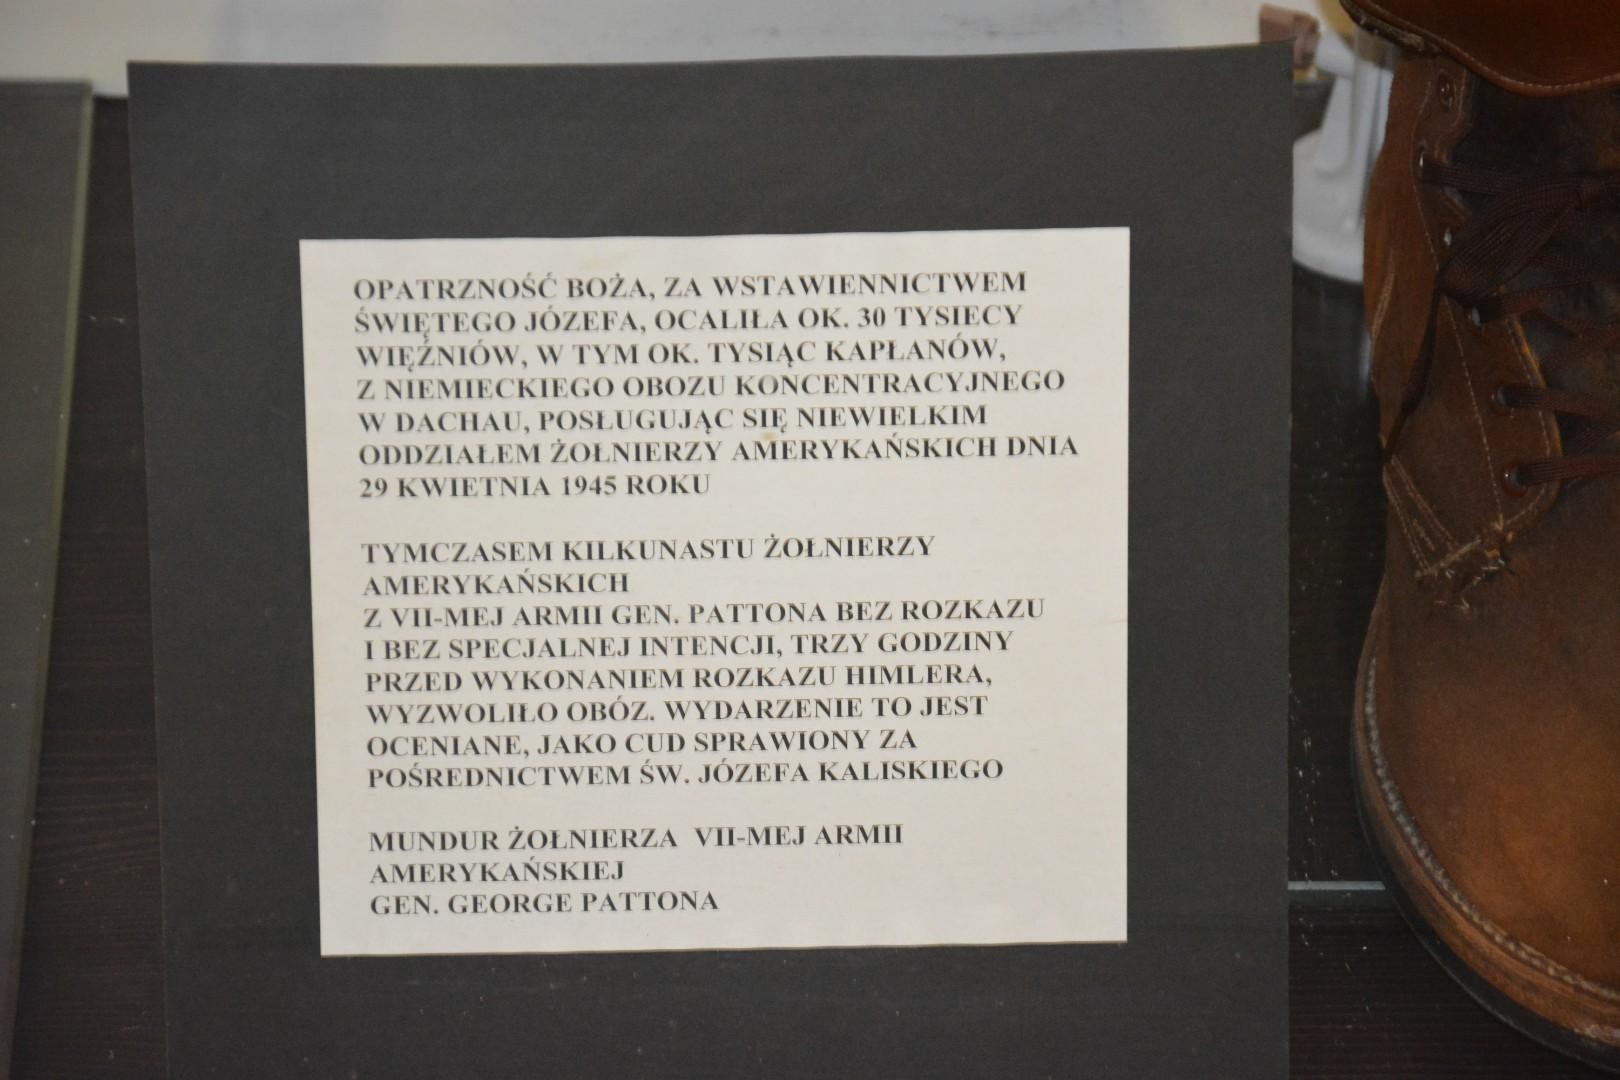 OPATRZNOŚĆ BOŻA, ZA WSTAWIENNICTWEM
ŚWIĘTEGO JÓZEFA, OCALIŁA OK. 30 TYSIECY
WIĘŹNIÓW, W TYM OK. TYSIĄC KAPŁANÓW,
Z NIEMIECKIEGO OBOZU KONCENTRACYJNEGO
W DACHAU, POSŁUGUJĄC SIĘ NIEWIELKIM
ODDZIAŁEM ŻOŁNIERZY AMERYKAŃSKICH DNIA
29 KWIETNIA 1945 ROKU
TYMCZASEM KILKUNASTU ŻOŁNIERZY
AMERYKAŃSKICH
Z VII-MEJ ARMII GEN. PATTONA BEZ ROZKAZU
I BEZ SPECJALNEJ INTENCJI, TRZY GODZINY
PRZED WYKONANIEM ROZKAZU HIMLERA,
WYZWOLIŁO OBÓZ. WYDARZENIE TO JEST
OCENIANE, JAKO CUD SPRAWIONY ZA
POŚREDNICTWEM ŚW. JÓZEFA KALISKIEGO
MUNDUR ŻOŁNIERZA VII-MEJ ARMII
AMERYKAŃSKIEJ
GEN. GEORGE PATTONA